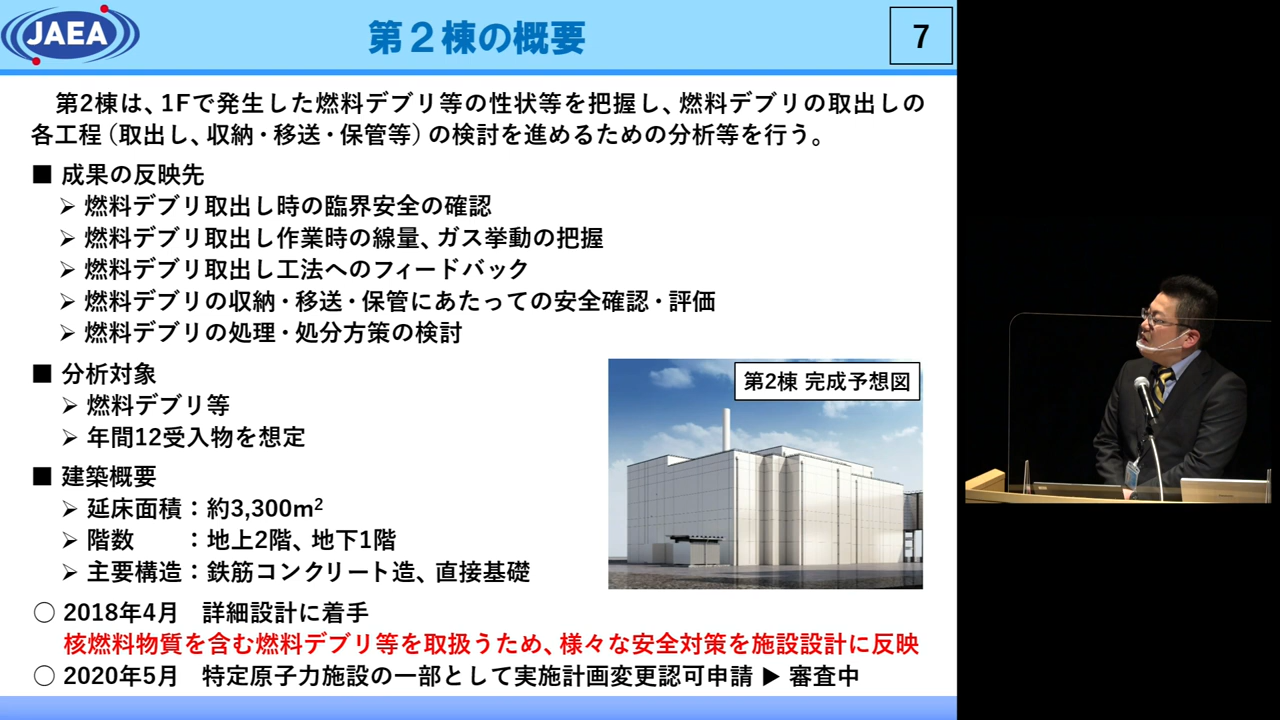 JAEA
第２棟の概要
7
第2棟は、1Fで発生した燃料デブリ等の性状等を把握し、燃料デブリの取出しの
各工程（取出し、収納・移送・保管等）の検討を進めるための分析等を行う。
■ 成果の反映先
➢ 燃料デブリ取出し時の臨界安全の確認
➢ 燃料デブリ取出し作業時の線量、ガス挙動の把握
➢ 燃料デブリ取出し工法へのフィードバック
➢ 燃料デブリの収納・移送・保管にあたっての安全確認・評価
➢ 燃料デブリの処理・処分方策の検討
■ 分析対象
➢ 燃料デブリ等
➢ 年間12受入物を想定
第2棟 完成予想図
■ 建築概要
➢ 延床面積：約3,300m²
➢ 階数　　：地上2階、地下1階
➢ 主要構造：鉄筋コンクリート造、直接基礎
○ 2018年4月　詳細設計に着手
核燃料物質を含む燃料デブリ等を取扱うため、様々な安全対策を施設設計に反映
○ 2020年5月　特定原子力施設の一部として実施計画変更認可申請 ▶ 審査中